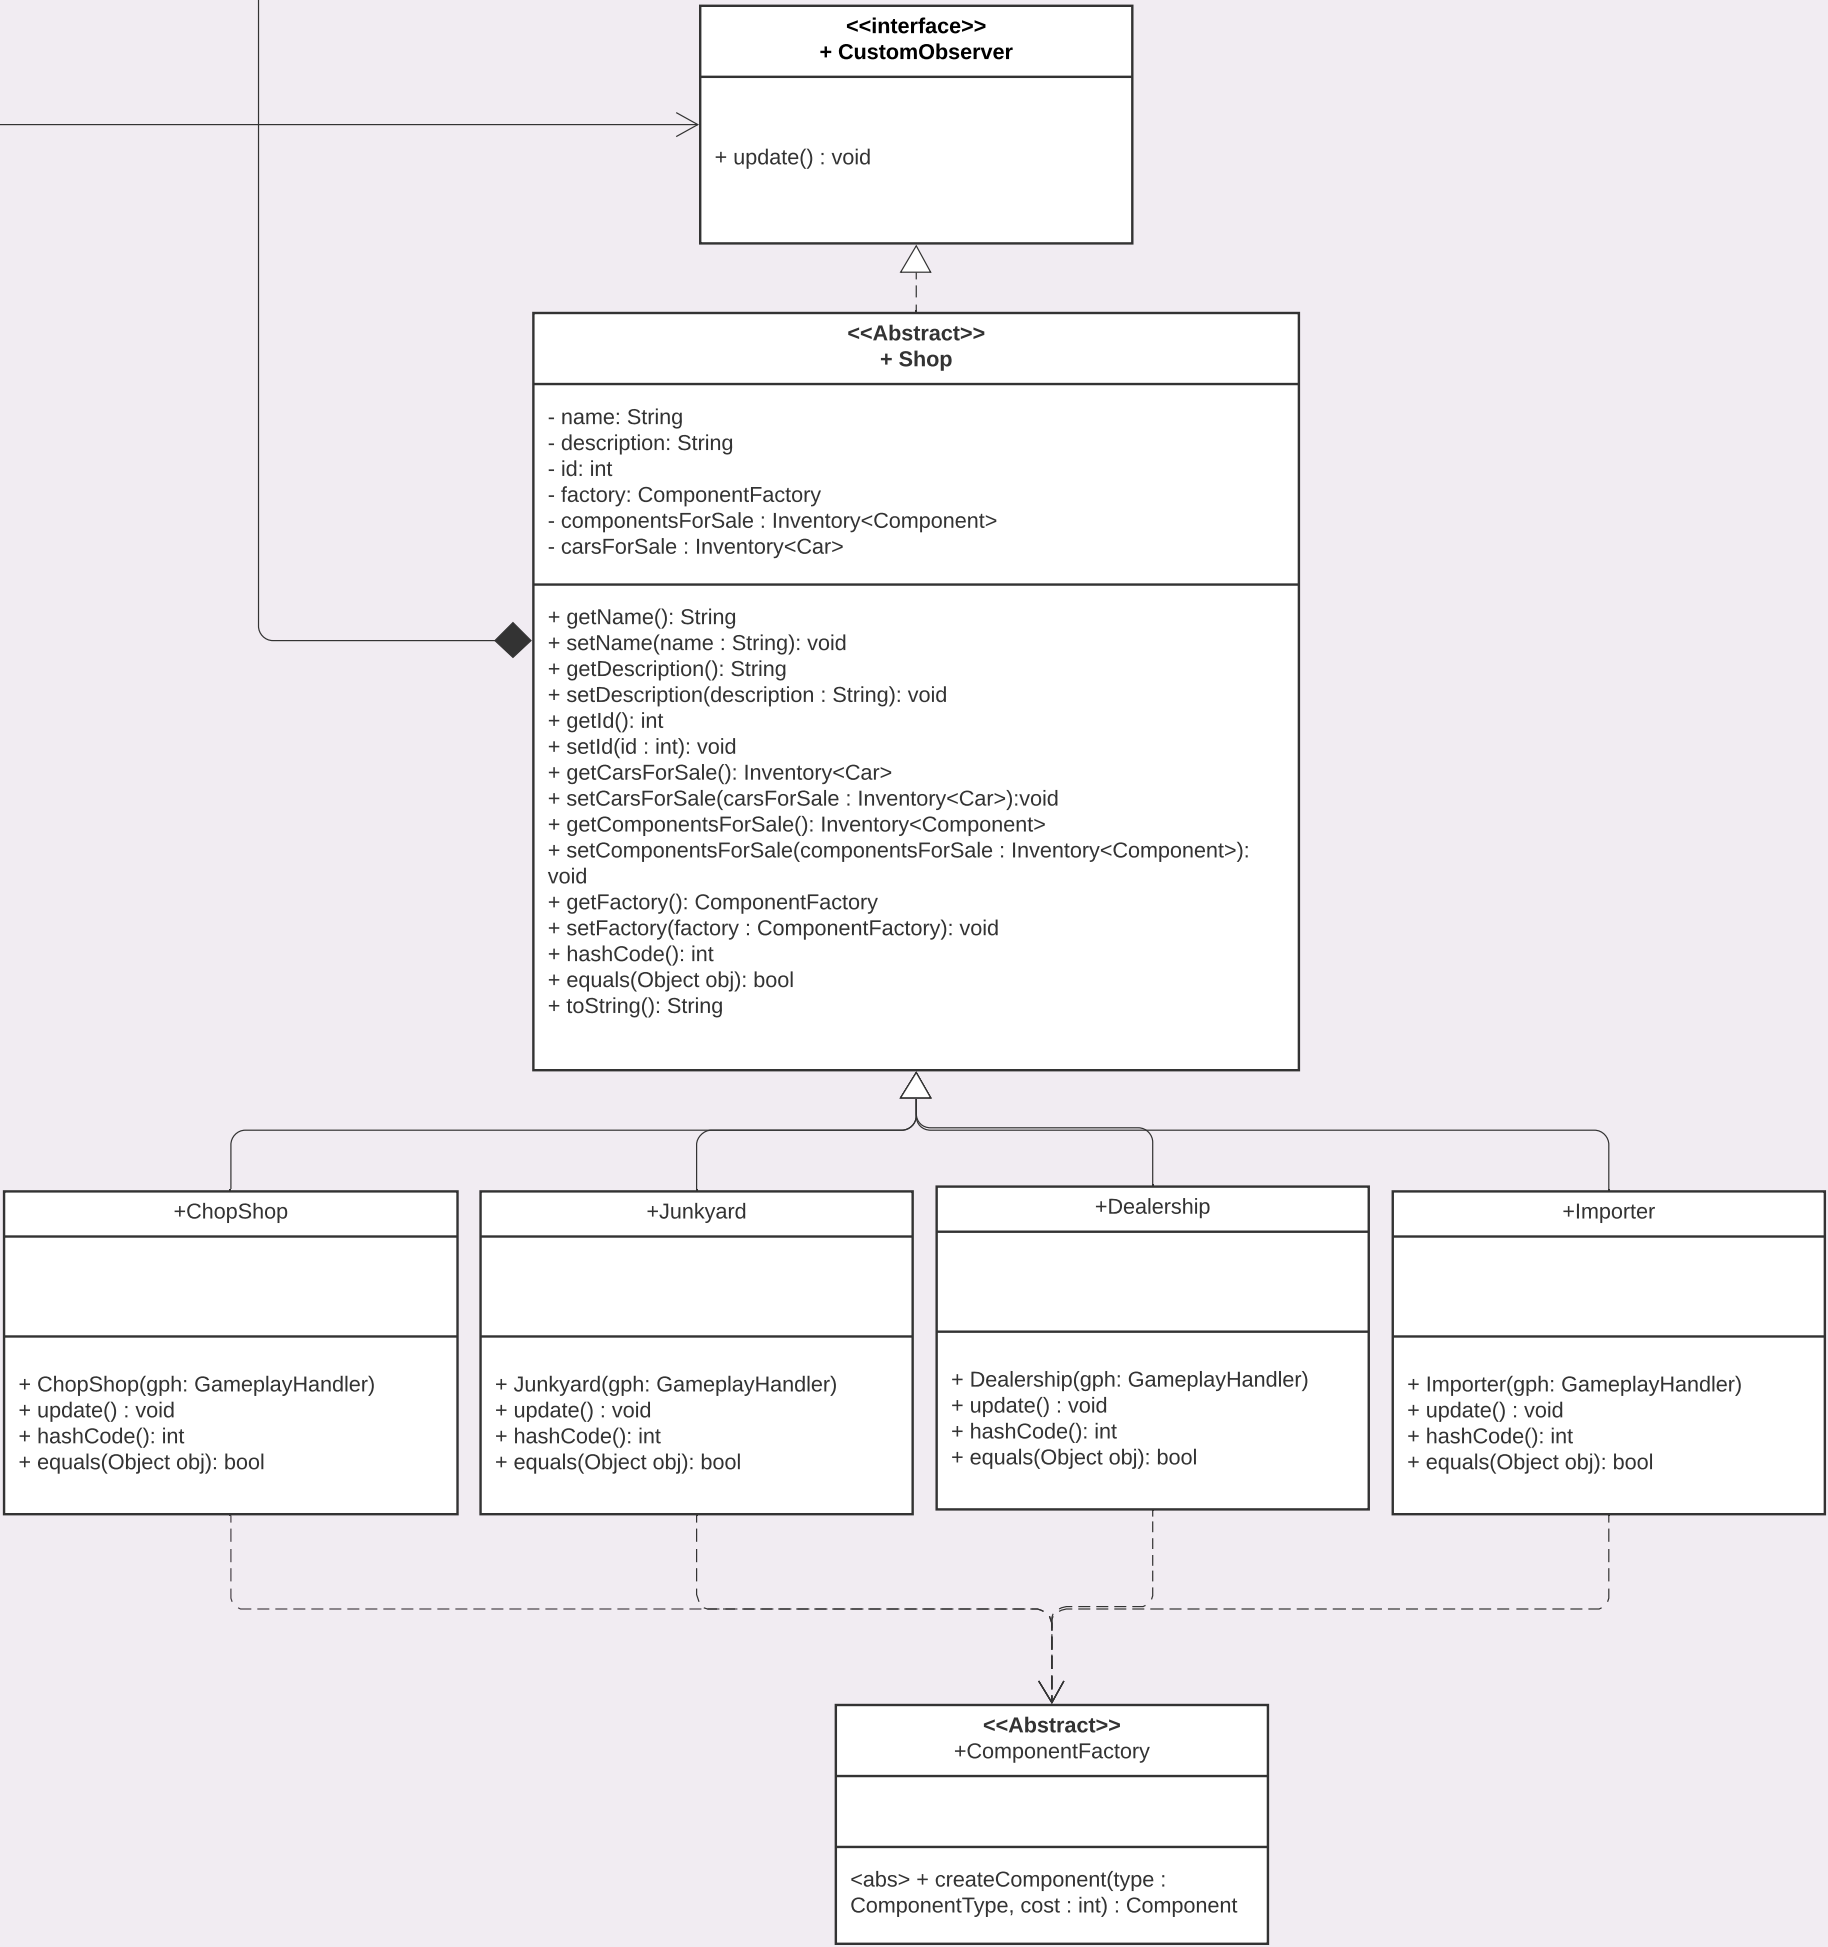 <<interface>>
+ CustomObserver
+ update() : void
<<Abstract>>
+ Shop
- name: String
- description: String
- id: int
- factory: ComponentFactory
- componentsForSale : Inventory<Component>
- carsForSale : Inventory<Car>
+ getName(): String
+ setName(name : String): void
+ getDescription(): String
+ setDescription(description : String): void
+ getId(): int
+ setId(id : int): void
+ getCarsForSale(): Inventory<Car>
+ setCarsForSale(carsForSale : Inventory<Car>):void
+ getComponentsForSale(): Inventory<Component>
+ setComponentsForSale(componentsForSale : Inventory<Component>):
void
+ getFactory(): ComponentFactory
+ setFactory(factory : ComponentFactory): void
+ hashCode(): int
+ equals(Object obj): bool
+ toString(): String
+ChopShop
+ ChopShop(gph: GameplayHandler)
+ update() : void
+ hashCode(): int
+ equals(Object obj): bool
+Junkyard
+ Junkyard(gph: GameplayHandler)
+ update() : void
+ hashCode(): int
+ equals(Object obj): bool
+Dealership
+ Dealership(gph: GameplayHandler)
+ update() : void
+ hashCode(): int
+ equals(Object obj): bool
+Importer
+ Importer(gph: GameplayHandler)
+ update() : void
+ hashCode(): int
+ equals(Object obj): bool
<<Abstract>>
+ComponentFactory
<abs> + createComponent(type :
ComponentType, cost : int) : Component